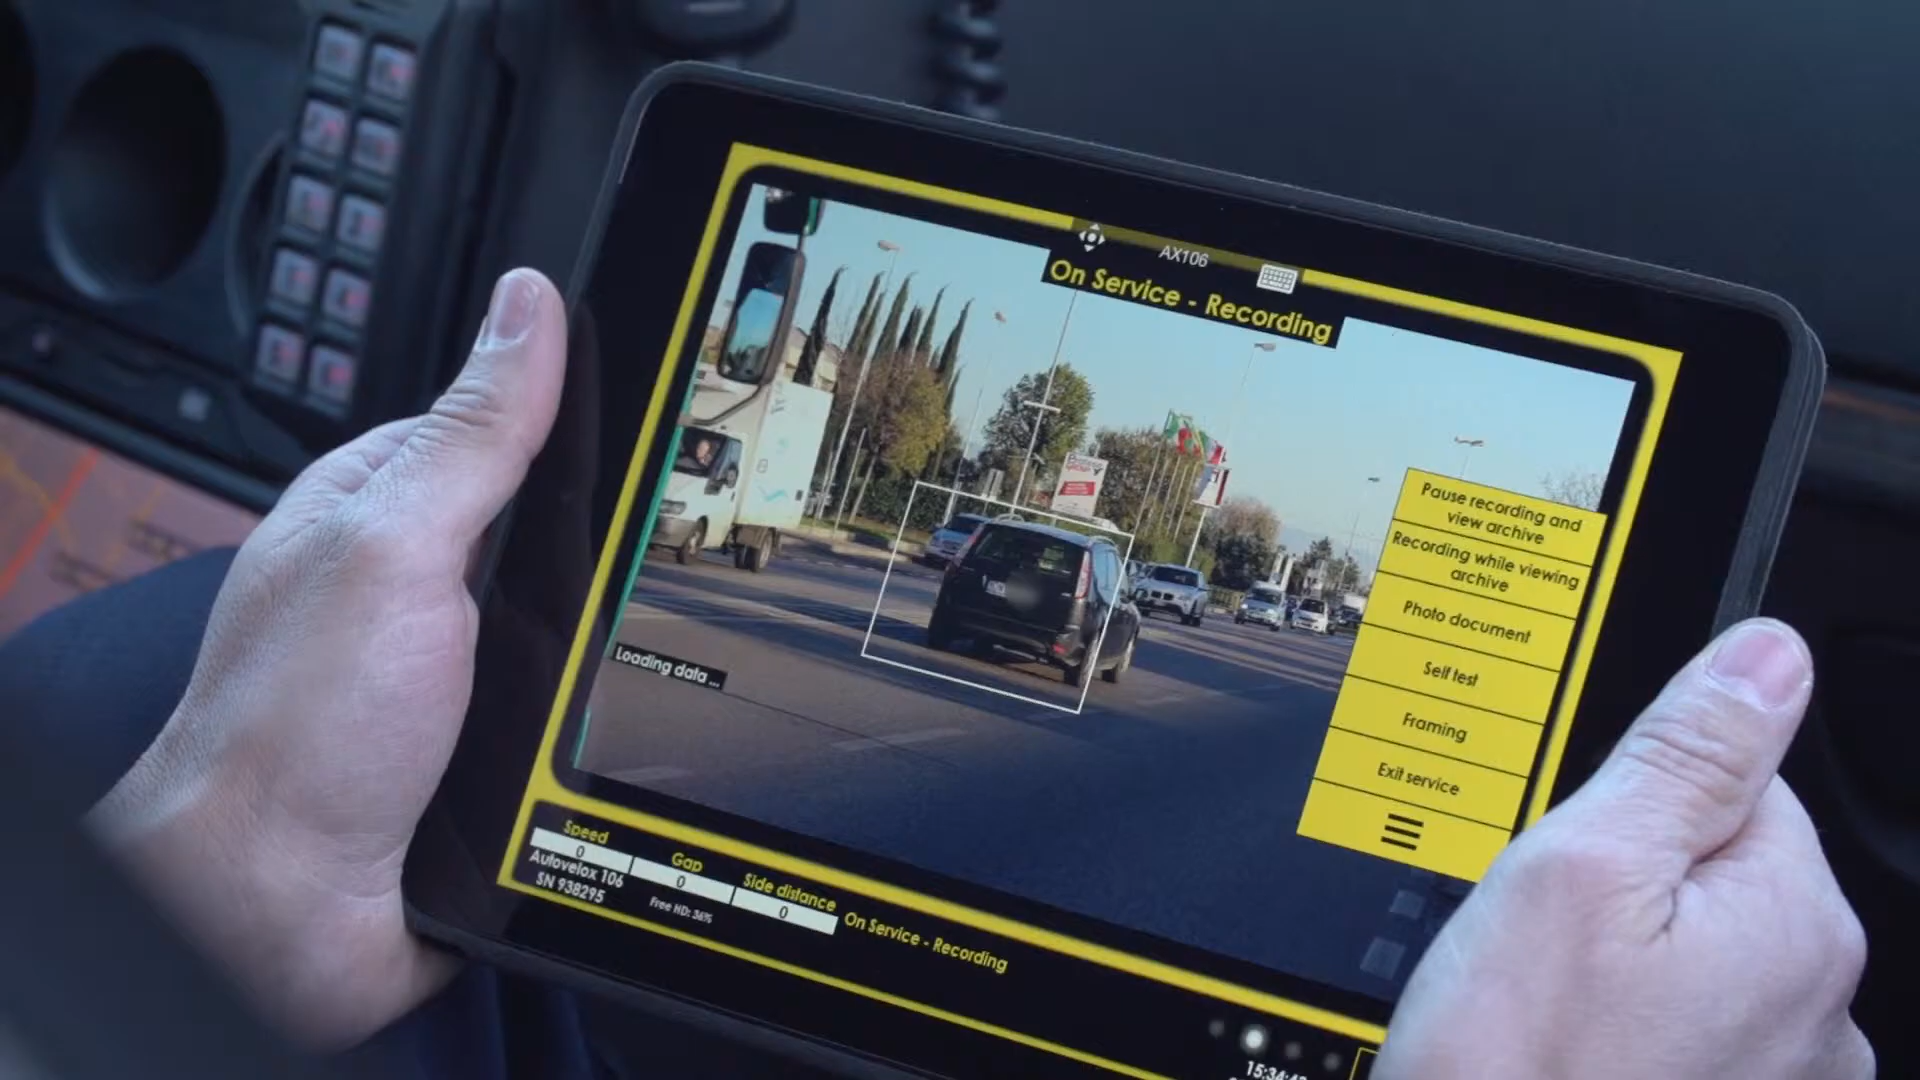 AX106
On Service - Recording
Pause recording and
view archive
Recording while viewing
archive
Photo document
Self test
Framing
Exit service
Loading data ...
Speed
0
Gap
0
Side distance
0
Autovelox 106
SN 938295
Free HD: 36%
On Service - Recording